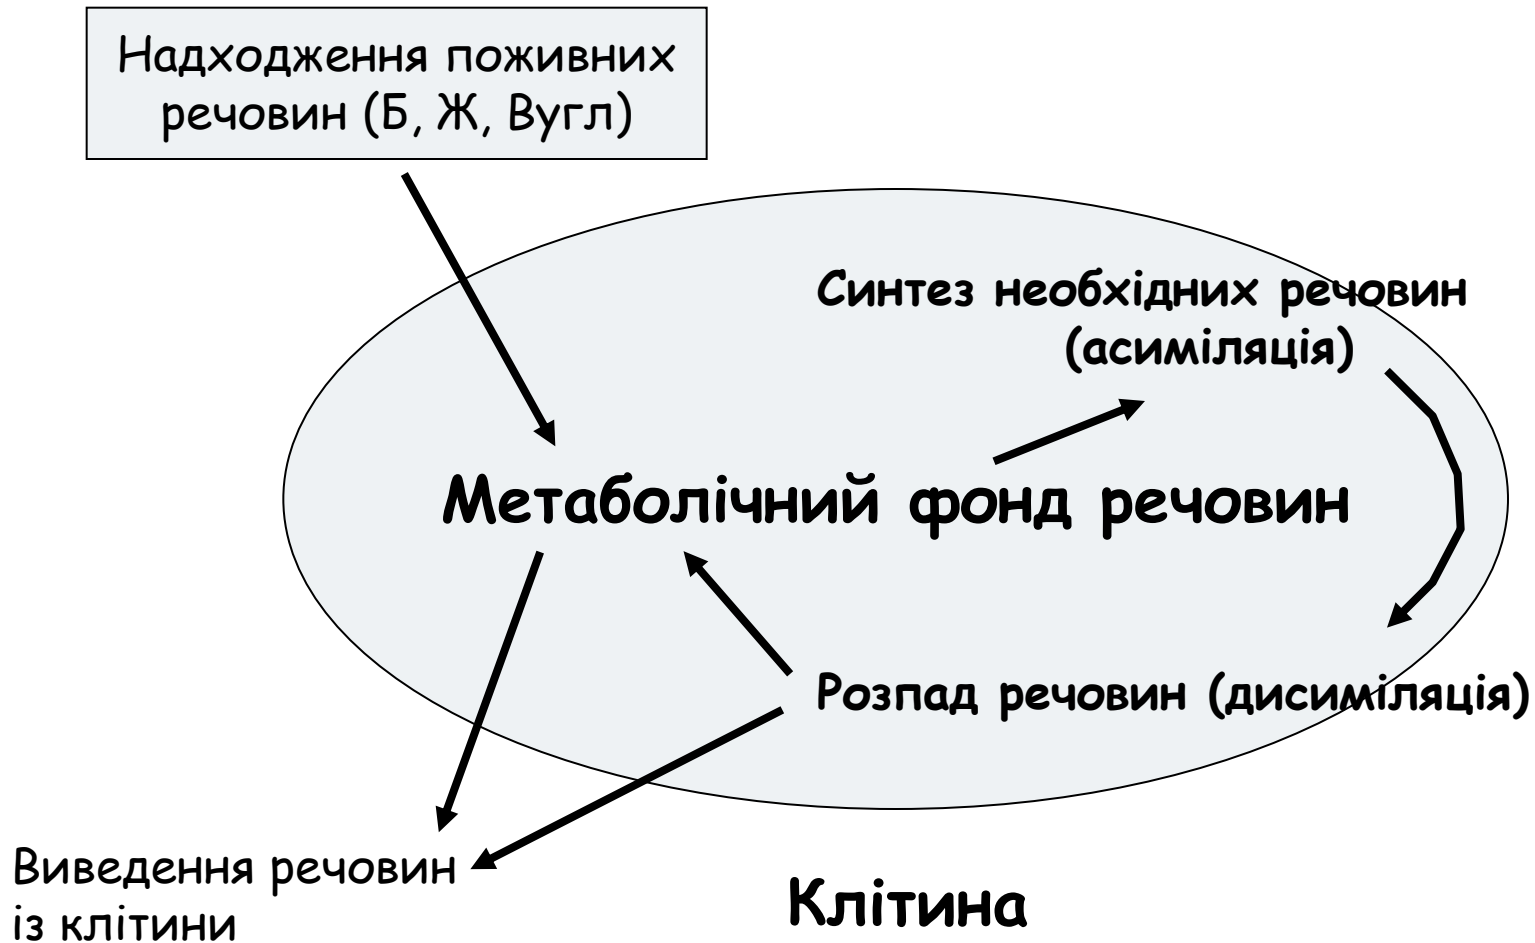 Надходження поживних
речовин (Б, Ж, Вугл)
Синтез необхідних речовин
(асиміляція)
Метаболічний фонд речовин
Розпад речовин (дисиміляція)
Виведення речовин
із клітини
Клітина